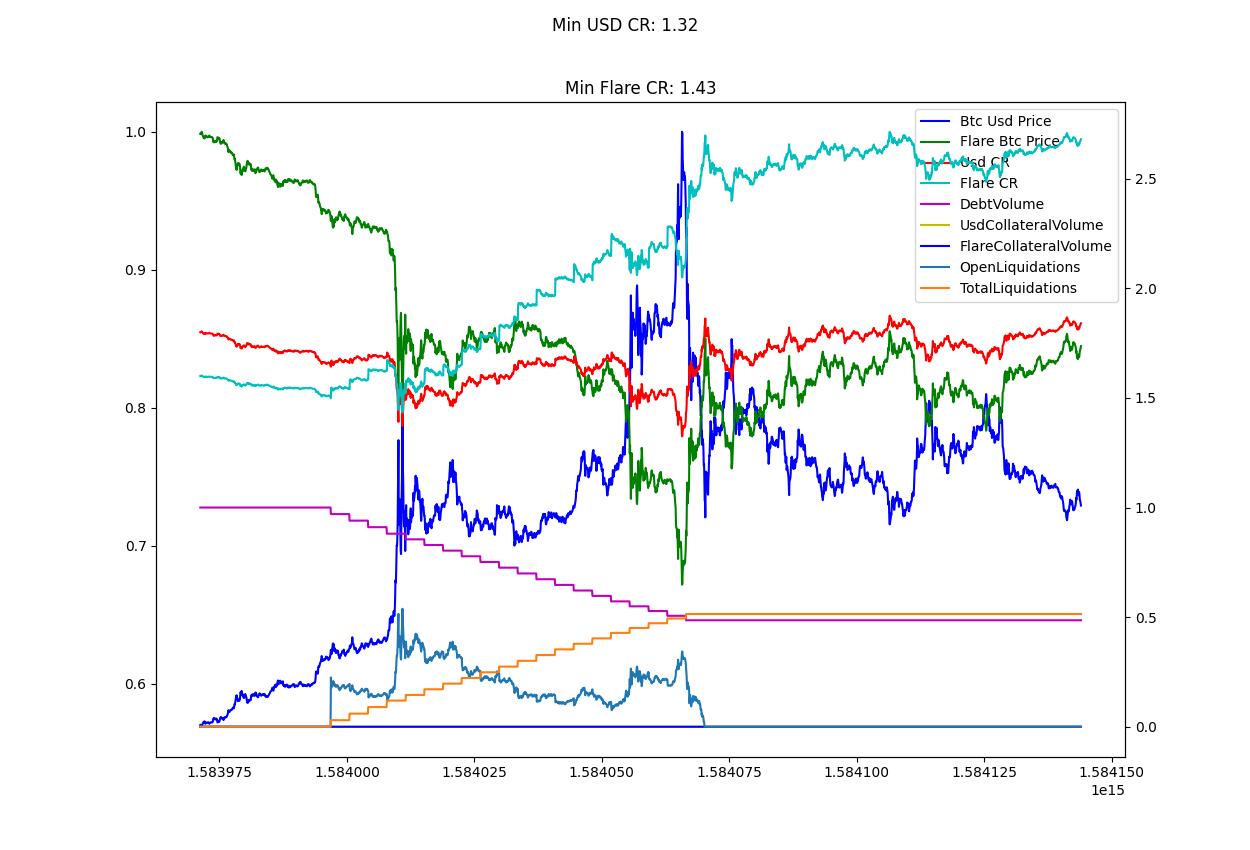 Min USD CR: 1.32
Min Flare CR: 1.43
1.0
0.9
0.8
0.7
0.6
2.5
2.0
1.5
1.0
0.5
0.0
Btc Usd Price
Flare Btc Price
Usd CR
Flare CR
DebtVolume
UsdCollateralVolume
FlareCollateralVolume
OpenLiquidations
TotalLiquidations
1.583975 1.584000 1.584025 1.584050 1.584075 1.584100 1.584125 1.584150
1e15